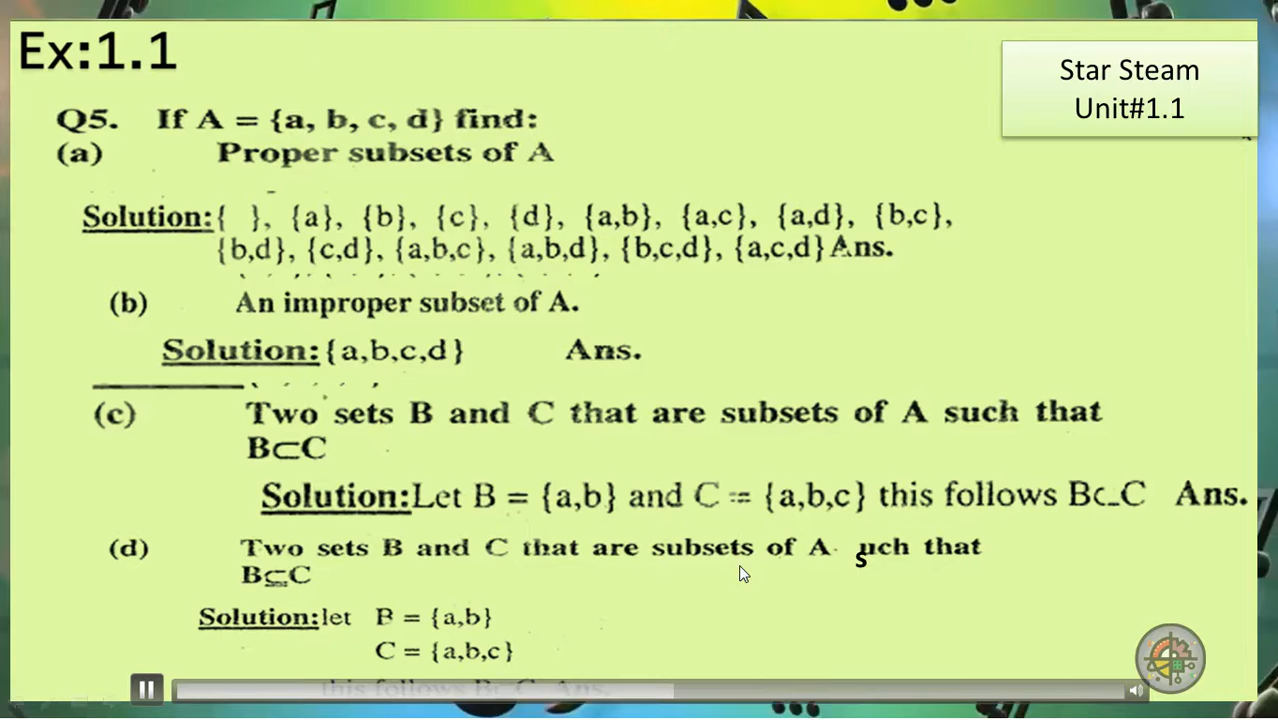 Ex:1.1
Star Steam
Unit#1.1
Q5. If A = {a, b, c, d} find:
(a) Proper subsets of A
Solution:{ }, {a}, {b}, {c}, {d}, {a,b}, {a,c}, {a,d}, {b,c},
{b,d}, {c,d}, {a,b,c}, {a,b,d}, {b,c,d}, {a,c,d} Ans.
(b) An improper subset of A.
Solution:{a,b,c,d} Ans.
(c) Two sets B and C that are subsets of A such that
B⊂C
Solution:Let B = {a,b} and C = {a,b,c} this follows B⊂C Ans.
(d) Two sets B and C that are subsets of A such that
B⊆C
Solution:let B = {a,b}
C = {a,b,c}
this follows